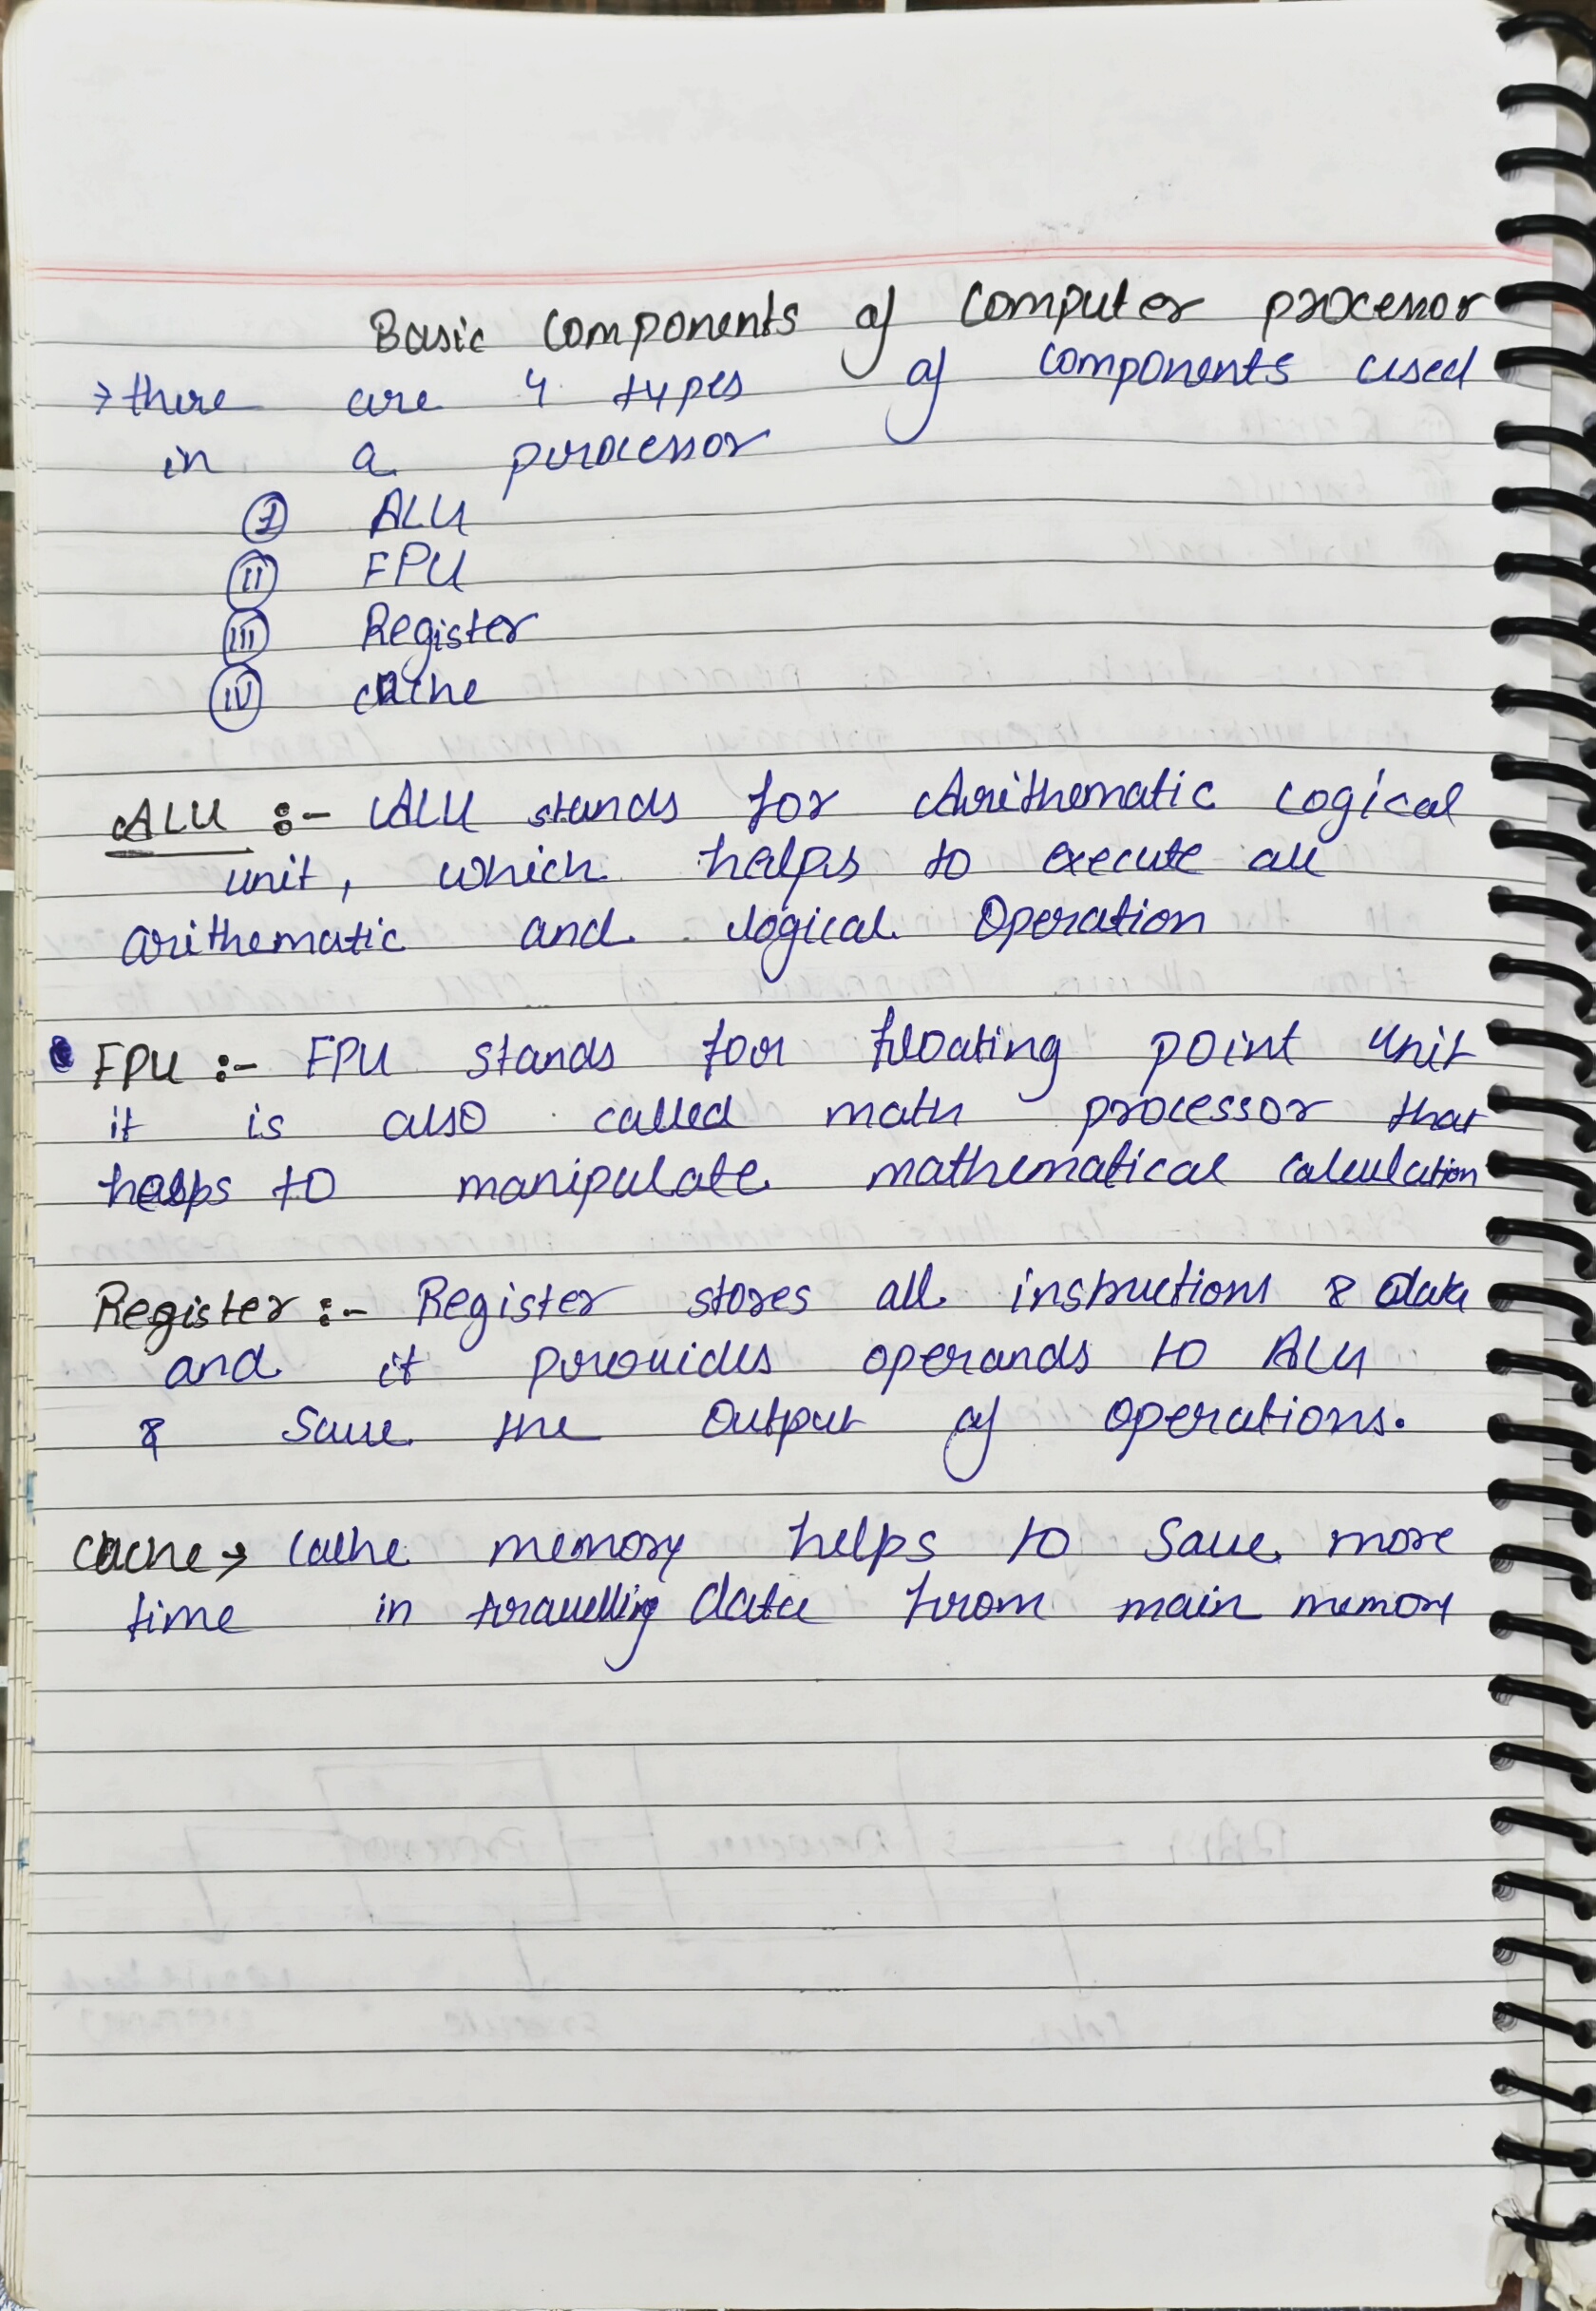 Basic Components of Computer processor
→ there are 4 types of components used
in a processor
(I) ALU
(II) FPU
(III) Register
(IV) cache
ALU :- ALU stands for Arithematic Logical
unit, which helps to execute all
arithematic and logical Operation
• FPU :- FPU stands for floating point unit
it is also called math processor that
helps to manipulate mathematical calculation
Register :- Register stores all instructions & data
and it provides operands to ALU
& save the output of operations.
cache → cache memory helps to save more
time in travelling data from main memory